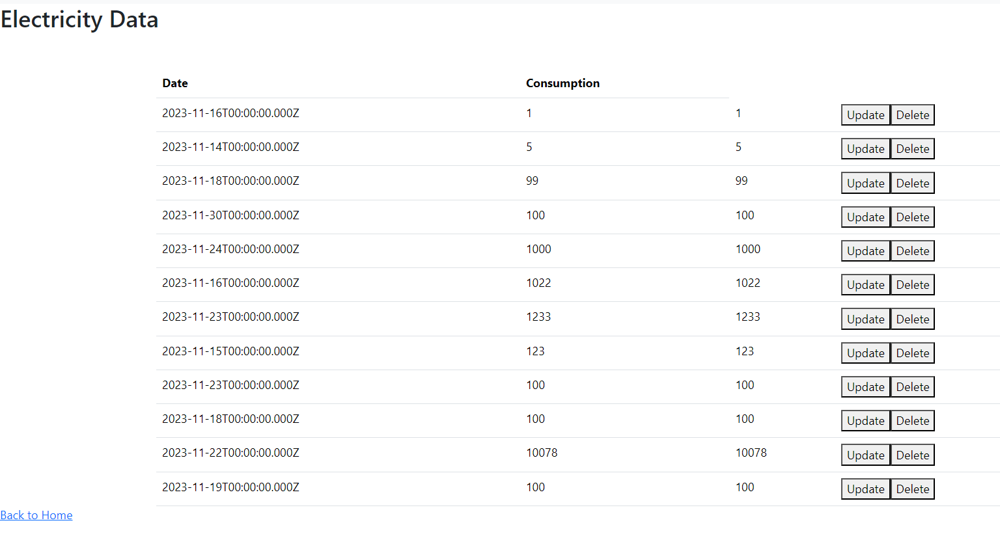 Electricity Data
Date Consumption
2023-11-16T00:00:00.000Z 1 1 Update Delete
2023-11-14T00:00:00.000Z 5 5 Update Delete
2023-11-18T00:00:00.000Z 99 99 Update Delete
2023-11-30T00:00:00.000Z 100 100 Update Delete
2023-11-24T00:00:00.000Z 1000 1000 Update Delete
2023-11-16T00:00:00.000Z 1022 1022 Update Delete
2023-11-23T00:00:00.000Z 1233 1233 Update Delete
2023-11-15T00:00:00.000Z 123 123 Update Delete
2023-11-23T00:00:00.000Z 100 100 Update Delete
2023-11-18T00:00:00.000Z 100 100 Update Delete
2023-11-22T00:00:00.000Z 10078 10078 Update Delete
2023-11-19T00:00:00.000Z 100 100 Update Delete
Back to Home